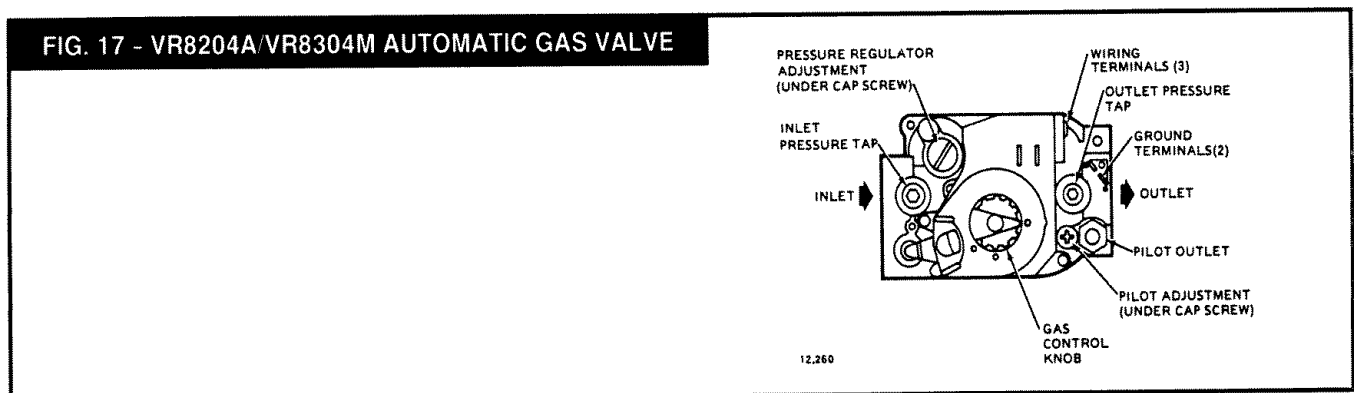 FIG. 17 - VR8204A/VR8304M AUTOMATIC GAS VALVE
PRESSURE REGULATOR
ADJUSTMENT
(UNDER CAP SCREW)
INLET
PRESSURE TAP
INLET
WIRING
TERMINALS (3)
OUTLET PRESSURE
TAP
GROUND
TERMINALS(2)
OUTLET
PILOT OUTLET
PILOT ADJUSTMENT
(UNDER CAP SCREW)
GAS
CONTROL
KNOB
12,260